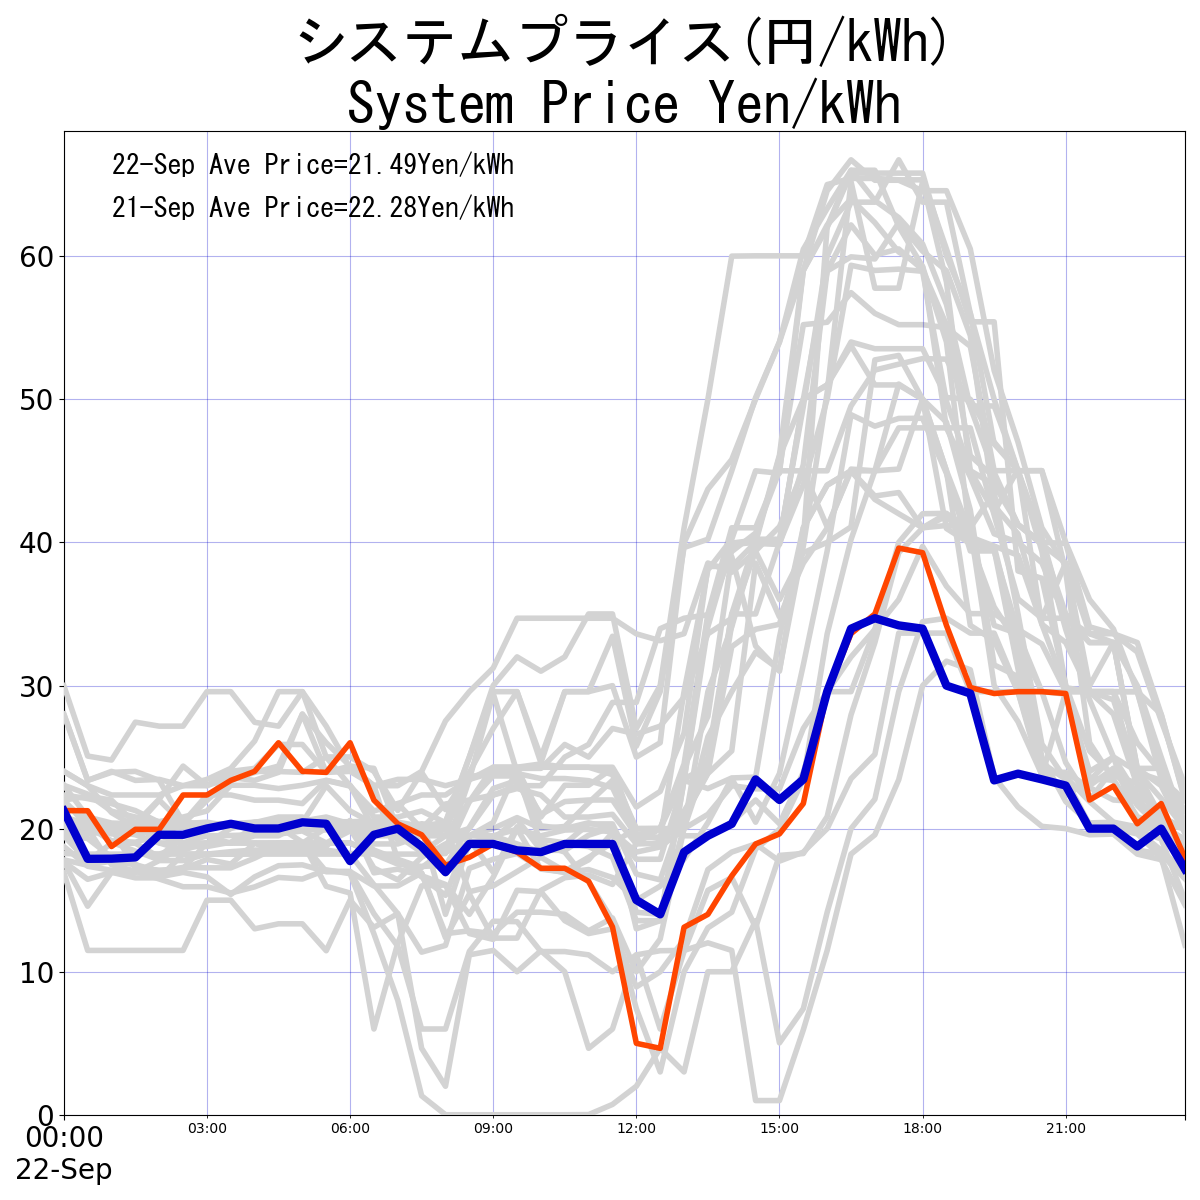 システムプライス(円/kWh)
System Price Yen/kWh
22-Sep Ave Price=21.49Yen/kWh
21-Sep Ave Price=22.28Yen/kWh
60
50
40
30
20
10
0
00:00 03:00 06:00 09:00 12:00 15:00 18:00 21:00
22-Sep